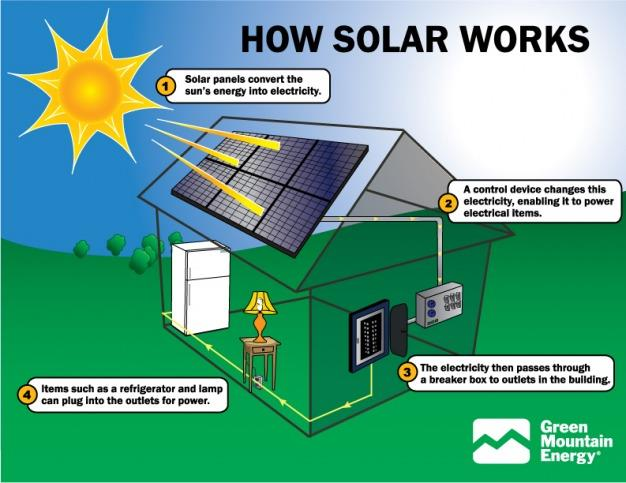 HOW SOLAR WORKS
1
Solar panels convert the
sun's energy into electricity.
2
A control device changes this
electricity, enabling it to power
electrical items.
3
The electricity then passes through
a breaker box to outlets in the building.
4
Items such as a refrigerator and lamp
can plug into the outlets for power.
Green
Mountain
Energy®